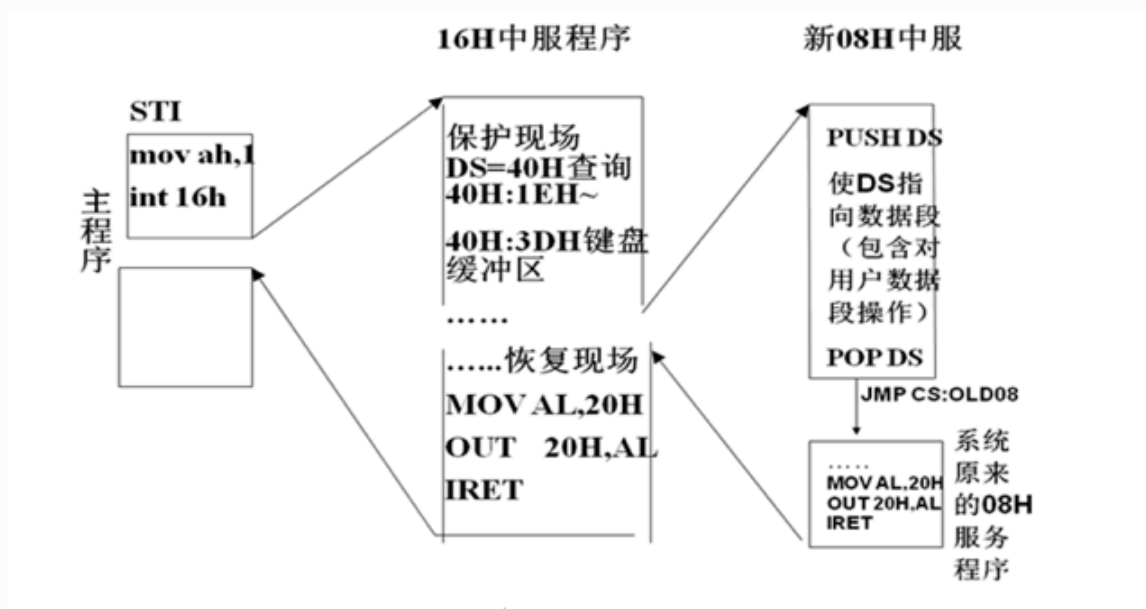 16H中服程序
新08H中服
STI
mov ah,1
int 16h
主程序
保护现场
DS=40H查询
40H:1EH~
40H:3DH键盘
缓冲区
……
…...恢复现场
MOV AL,20H
OUT 20H,AL
IRET
PUSH DS
使DS指
向数据段
（包含对
用户数据
段操作）
POP DS
JMP CS:OLD08
…..
MOV AL,20H
OUT 20H,AL
IRET
系统
原来
的08H
服务
程序